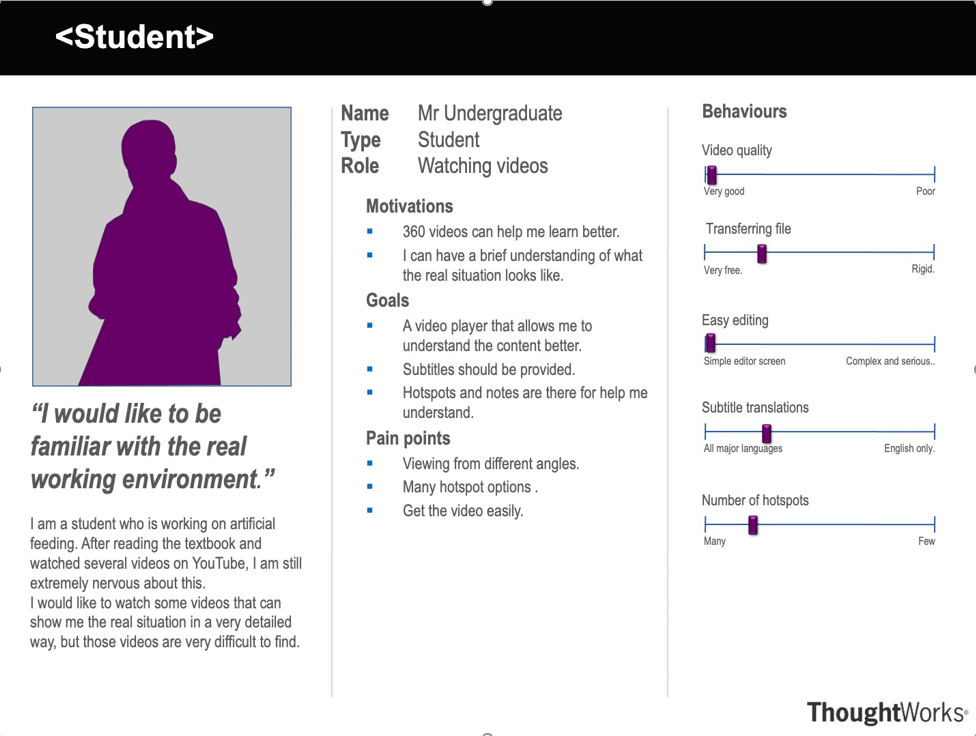 <Student>
“I would like to be
familiar with the real
working environment.”
I am a student who is working on artificial
feeding. After reading the textbook and
watched several videos on YouTube, I am still
extremely nervous about this.
I would like to watch some videos that can
show me the real situation in a very detailed
way, but those videos are very difficult to find.
Name Mr Undergraduate
Type Student
Role Watching videos
Motivations
360 videos can help me learn better.
I can have a brief understanding of what
the real situation looks like.
Goals
A video player that allows me to
understand the content better.
Subtitles should be provided.
Hotspots and notes are there for help me
understand.
Pain points
Viewing from different angles.
Many hotspot options .
Get the video easily.
Behaviours
Video quality
Very good Poor
Transferring file
Very free. Rigid.
Easy editing
Simple editor screen Complex and serious..
Subtitle translations
All major languages English only.
Number of hotspots
Many Few
ThoughtWorks®